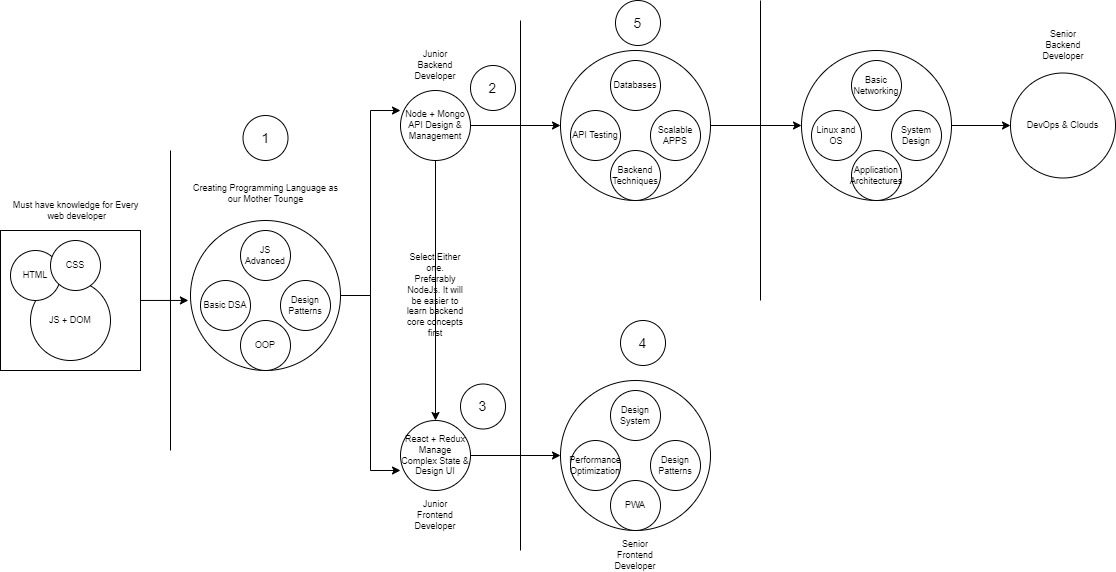 Must have knowledge for Every
web developer
HTML
CSS
JS + DOM
1
Creating Programming Language as
our Mother Tounge
JS
Advanced
Basic DSA
Design
Patterns
OOP
Junior
Backend
Developer
2
Node + Mongo
API Design &
Management
Select Either
one.
Preferably
NodeJs. It will
be easier to
learn backend
core concepts
first
3
React + Redux
Manage
Complex State &
Design UI
Junior
Frontend
Developer
5
Databases
API Testing
Scalable
APPS
Backend
Techniques
4
Design
System
Performance
Optimization
Design
Patterns
PWA
Senior
Frontend
Developer
Basic
Networking
Linux and
OS
System
Design
Application
Architectures
Senior
Backend
Developer
DevOps & Clouds